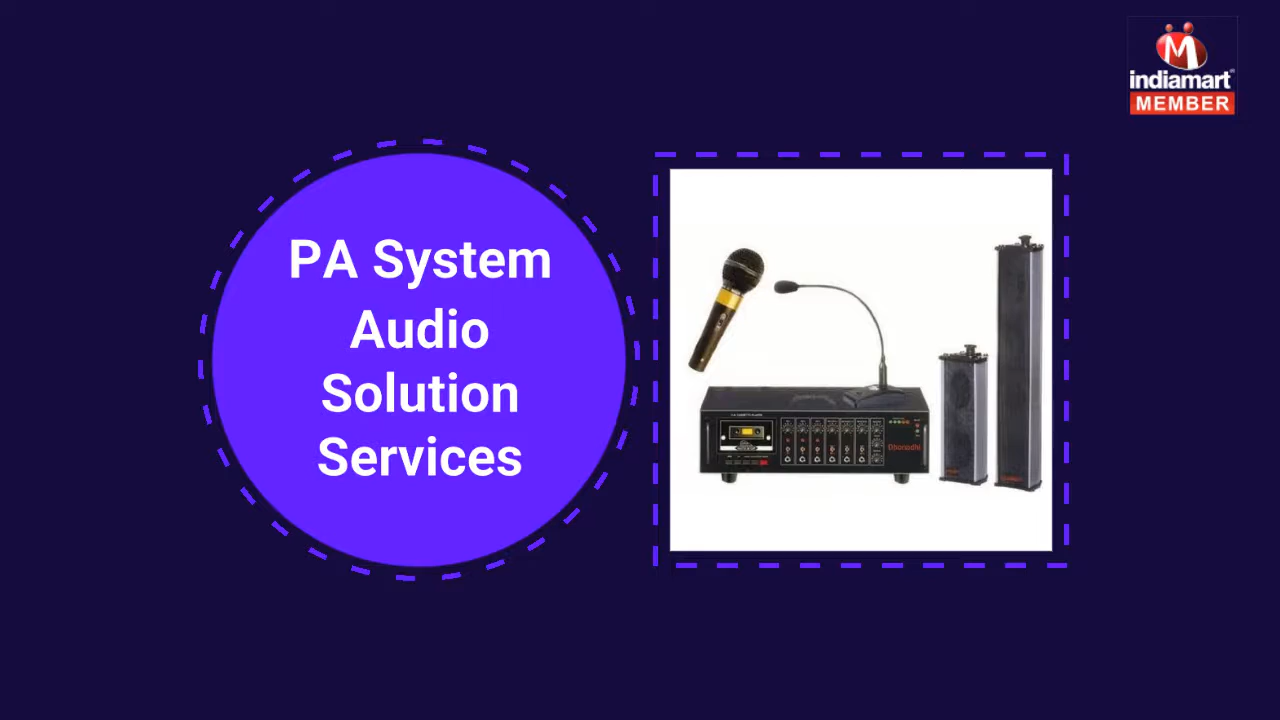 indiamart
MEMBER
PA System
Audio
Solution
Services